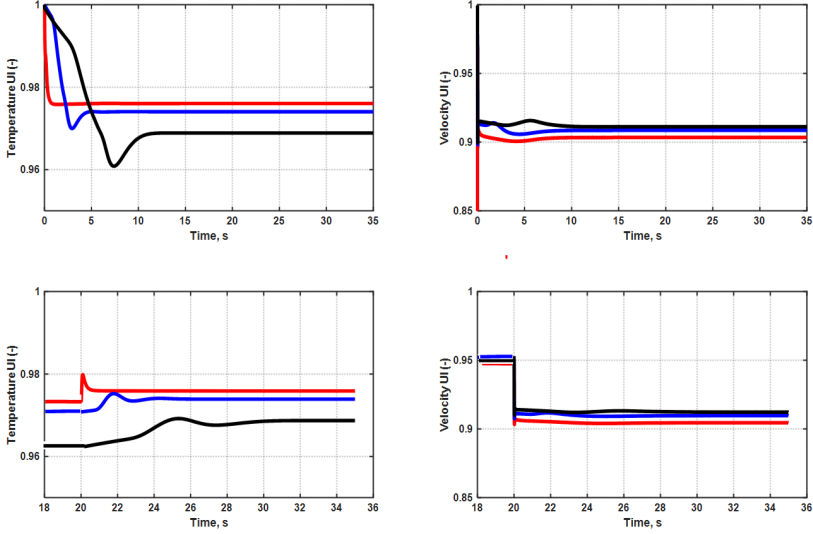 1
0.98
0.96
Temperature UI (-)
0 5 10 15 20 25 30 35
Time, s
1
0.95
0.9
0.85
Velocity UI (-)
0 5 10 15 20 25 30 35
Time, s
1
0.98
0.96
Temperature UI (-)
18 20 22 24 26 28 30 32 34 36
Time, s
1
0.95
0.9
0.85
Velocity UI (-)
18 20 22 24 26 28 30 32 34 36
Time, s